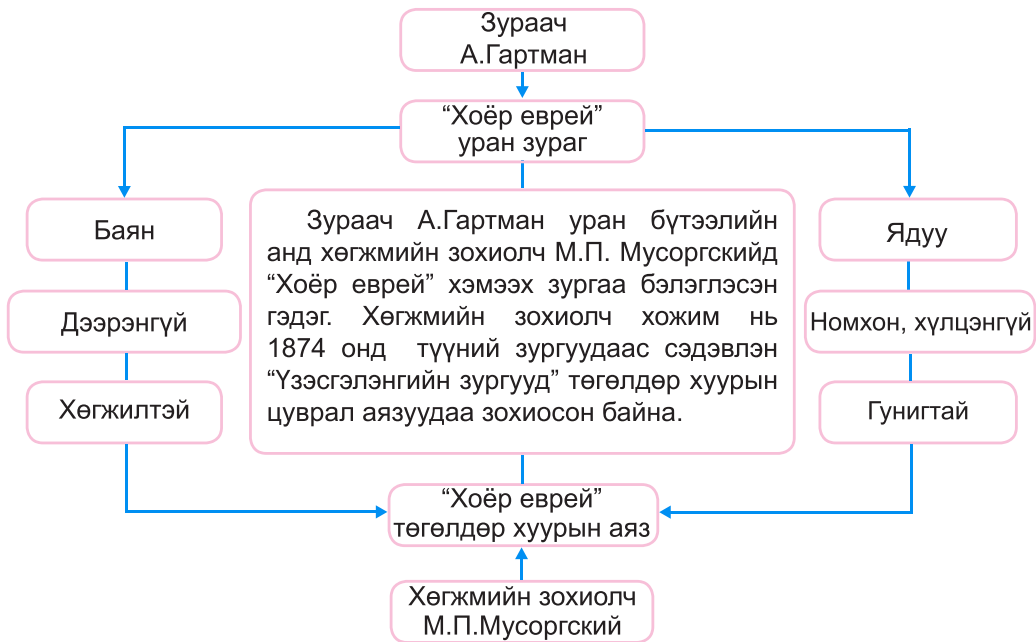 Зураач
А.Гартман
“Хоёр еврей”
уран зураг
Баян
Дээрэнгүй
Хөгжилтэй
Зураач А.Гартман уран бүтээлийн
анд хөгжмийн зохиолч М.П. Мусоргскийд
“Хоёр еврей” хэмээх зургаа бэлэглэсэн
гэдэг. Хөгжмийн зохиолч хожим нь
1874 онд түүний зургуудаас сэдэвлэн
“Үзэсгэлэнгийн зургууд” төгөлдөр хуурын
цуврал аязуудаа зохиосон байна.
Ядуу
Номхон, хүлцэнгүй
Гунигтай
“Хоёр еврей”
төгөлдөр хуурын аяз
Хөгжмийн зохиолч
М.П.Мусоргский